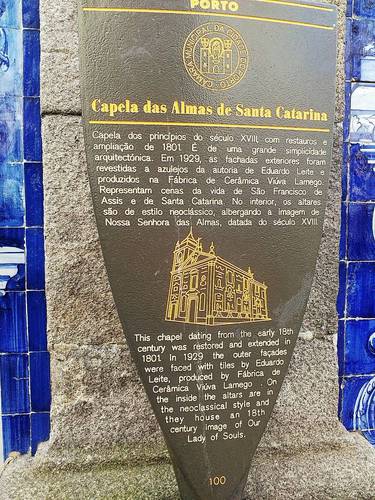 PORTO
CÂMARA MUNICIPAL DA CIDADE DO PORTO
Capela das Almas de Santa Catarina
Capela dos princípios do século XVIII, com restauros e
ampliação de 1801. É de uma grande simplicidade
arquitectónica. Em 1929, as fachadas exteriores foram
revestidas a azulejos da autoria de Eduardo Leite e
produzidos na Fábrica de Cerâmica Viúva Lamego.
Representam cenas da vida de São Francisco de
Assis e de Santa Catarina. No interior, os altares
são de estilo neoclássico, albergando a imagem de
Nossa Senhora das Almas, datada do século XVIII.
This chapel dating from the early 18th
century was restored and extended in
1801. In 1929 the outer façades
were faced with tiles by Eduardo
Leite, produced by Fábrica de
Cerâmica Viúva Lamego. On
the inside the altars are in
the neoclassical style and
they house an 18th
century image of Our
Lady of Souls.
100